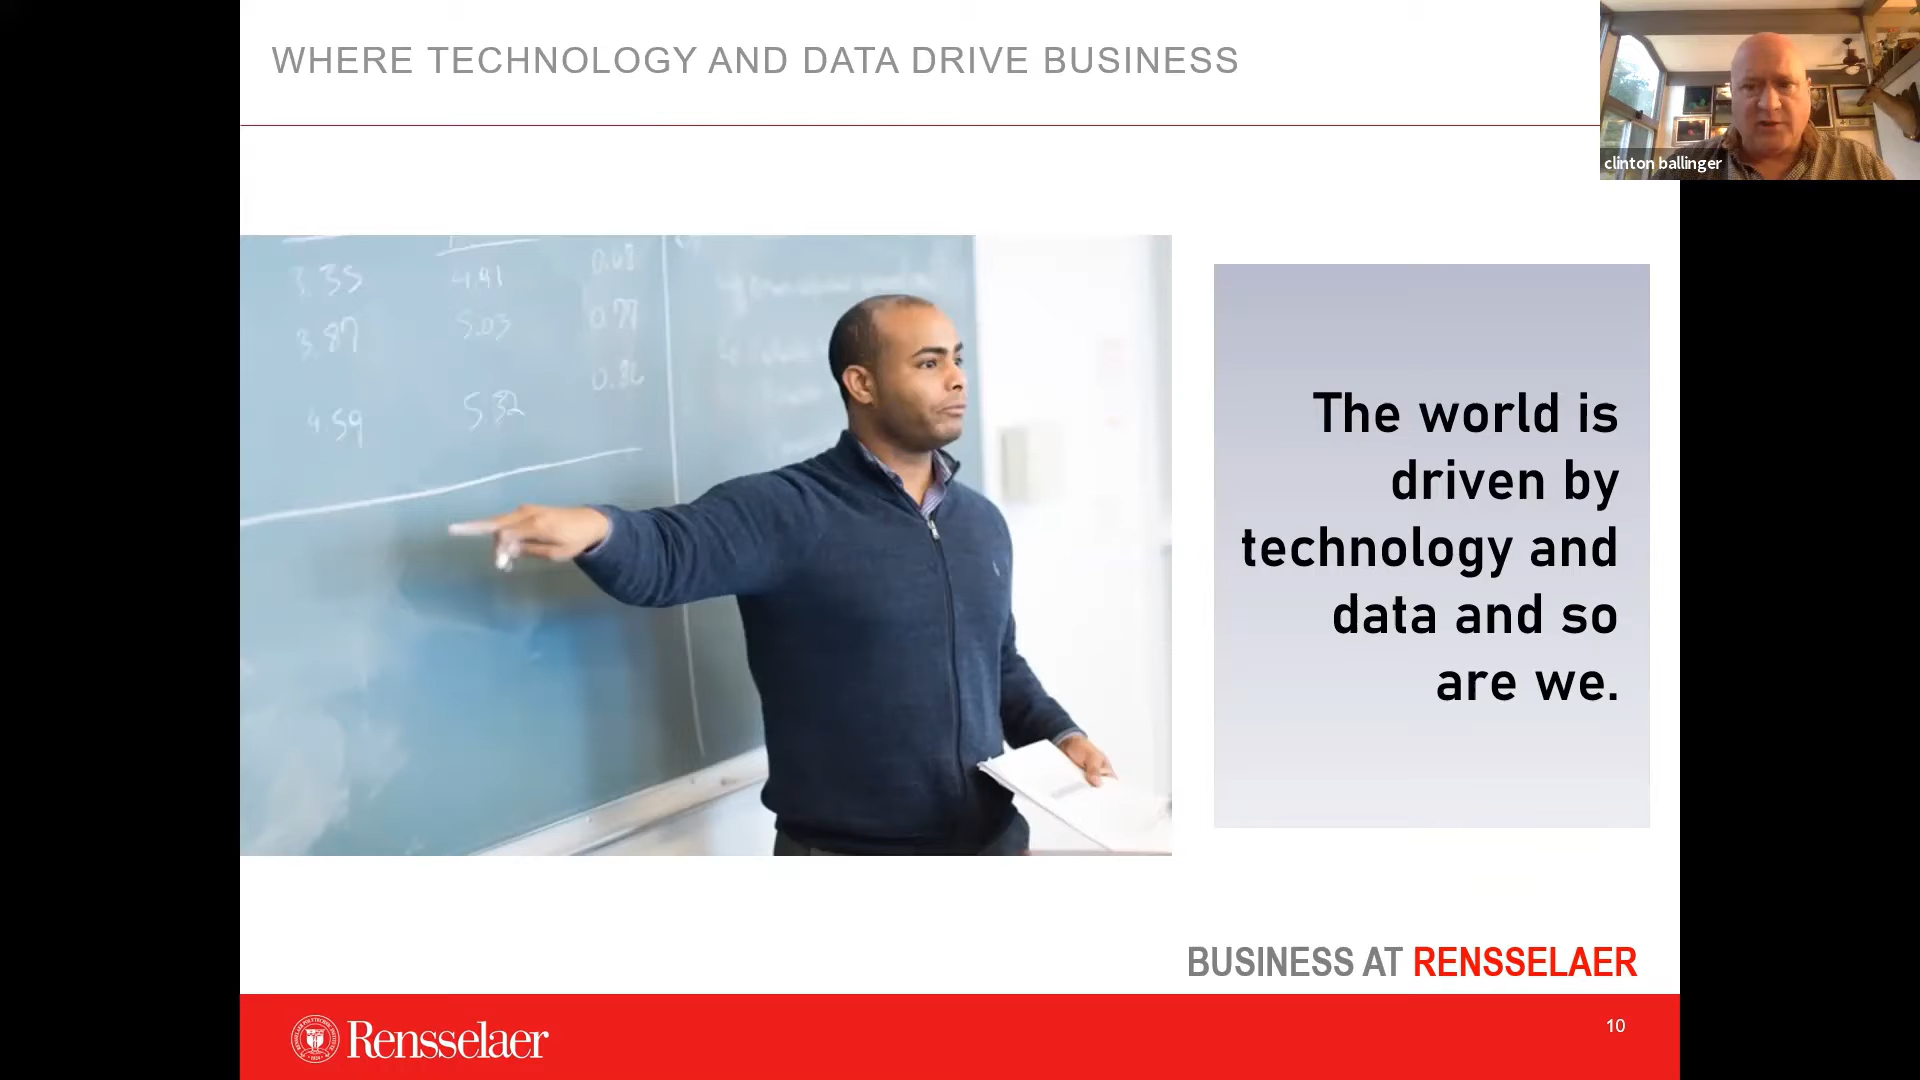 WHERE TECHNOLOGY AND DATA DRIVE BUSINESS
clinton ballinger
3.35 4.91 0.68
3.87 5.03 0.77
4.59 5.32 0.86
The world is
driven by
technology and
data and so
are we.
BUSINESS AT RENSSELAER
Rensselaer
10